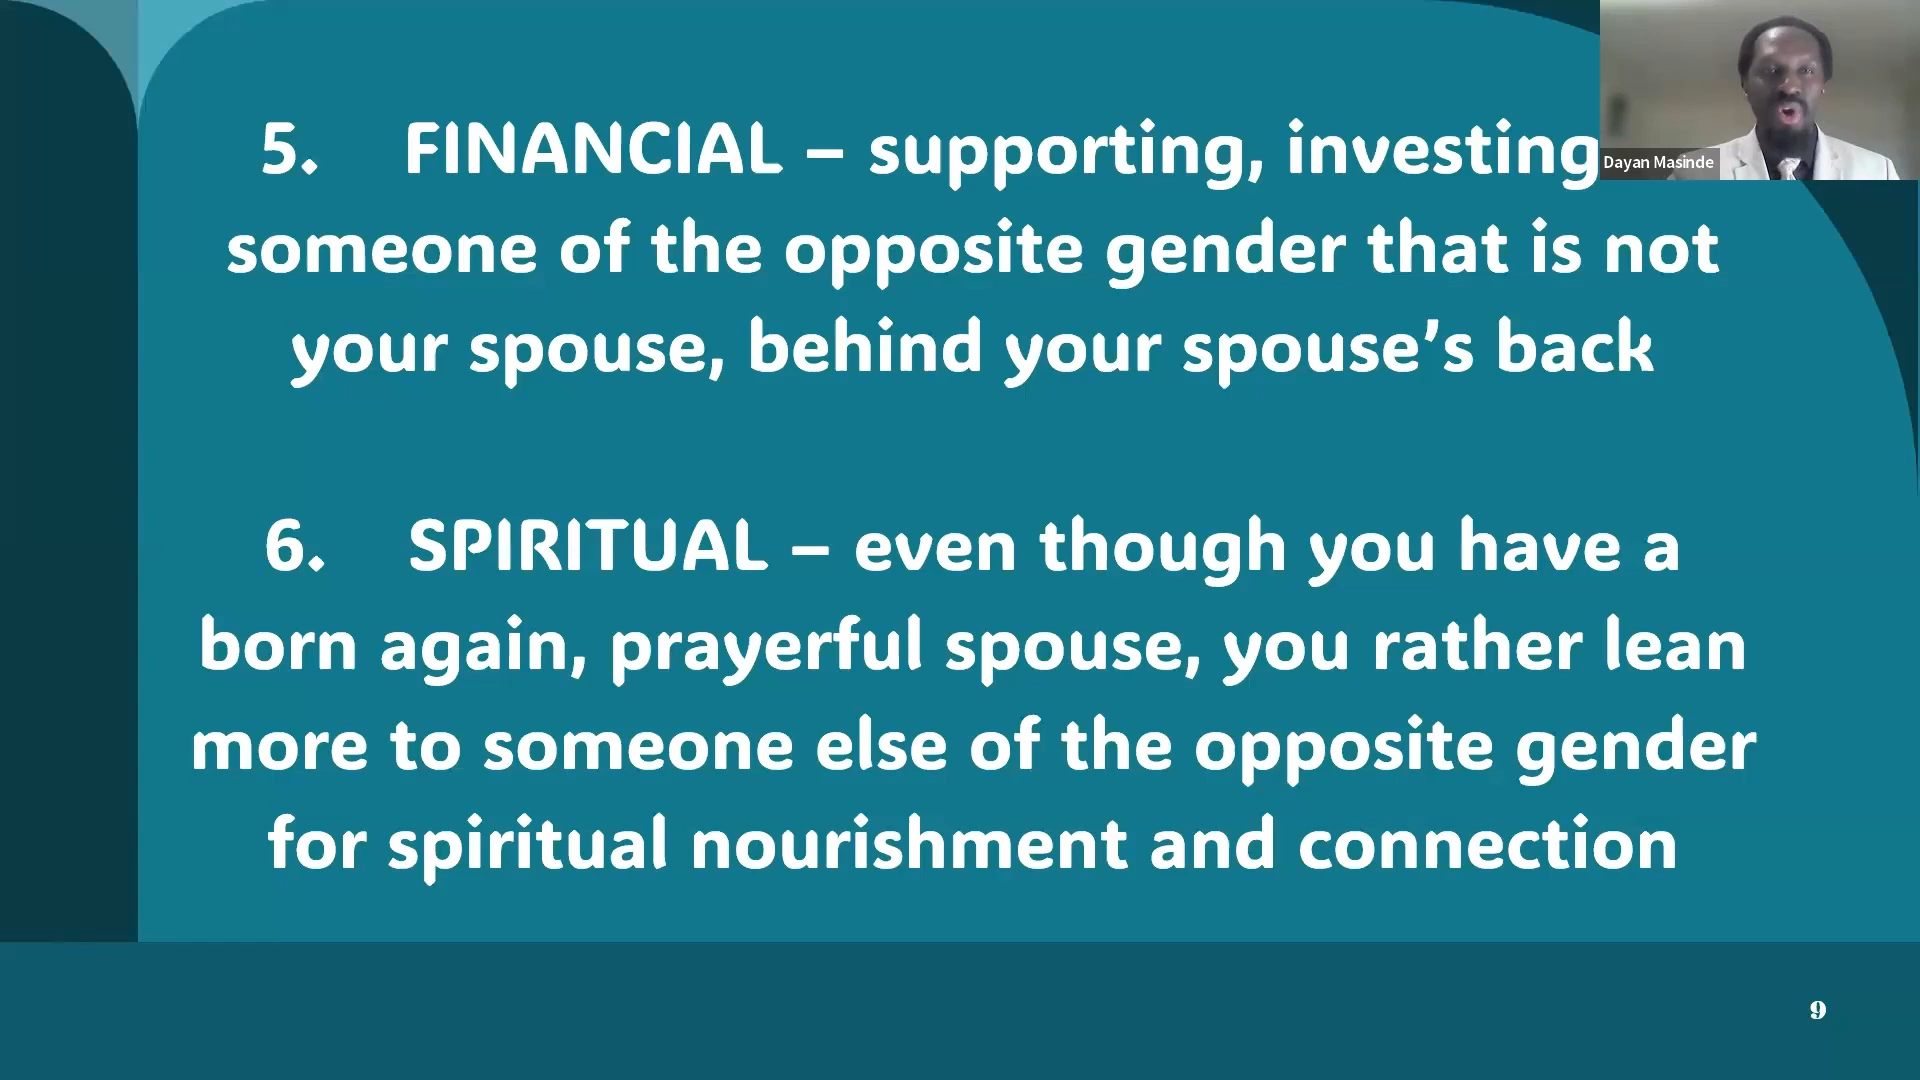 5. FINANCIAL – supporting, investing
someone of the opposite gender that is not
your spouse, behind your spouse’s back
6. SPIRITUAL – even though you have a
born again, prayerful spouse, you rather lean
more to someone else of the opposite gender
for spiritual nourishment and connection
Dayan Masinde
9